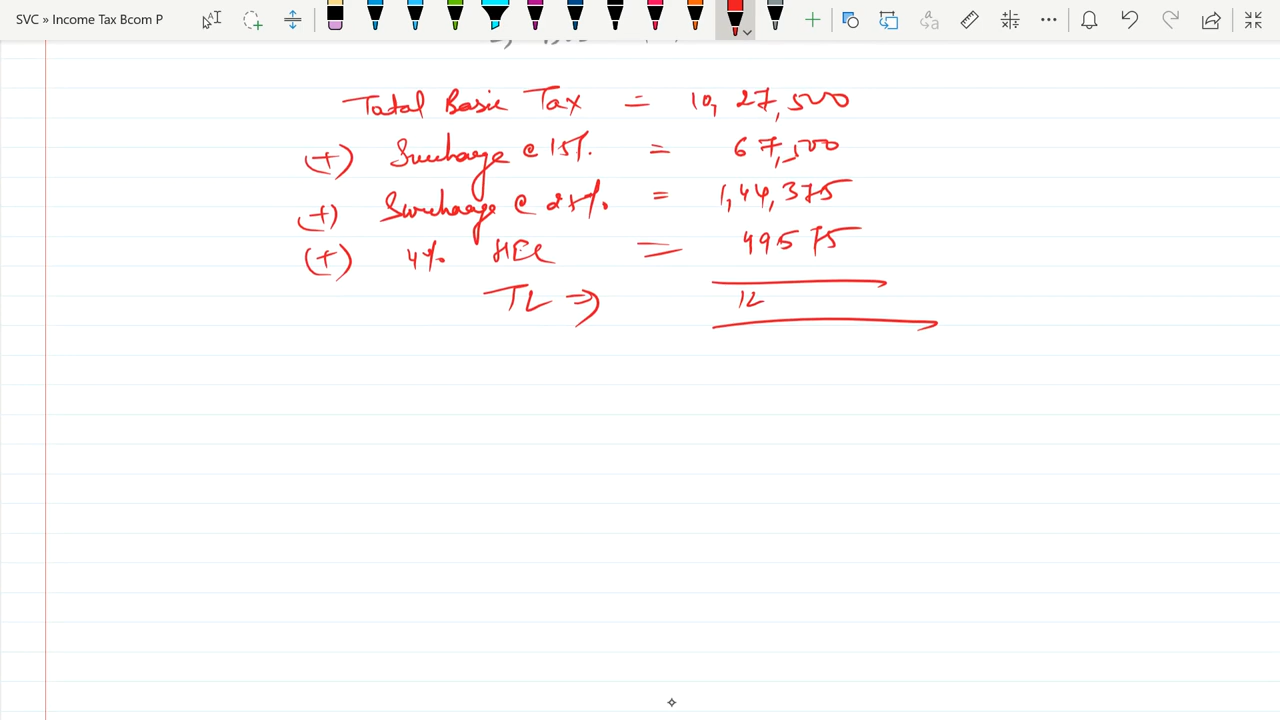 SVC » Income Tax Bcom P
Total Basic Tax = 10,27,500
(+) Surcharge @ 15% = 67,500
(+) Surcharge @ 25% = 1,44,375
(+) 4% HEC = 49575
TL ⇒ 12